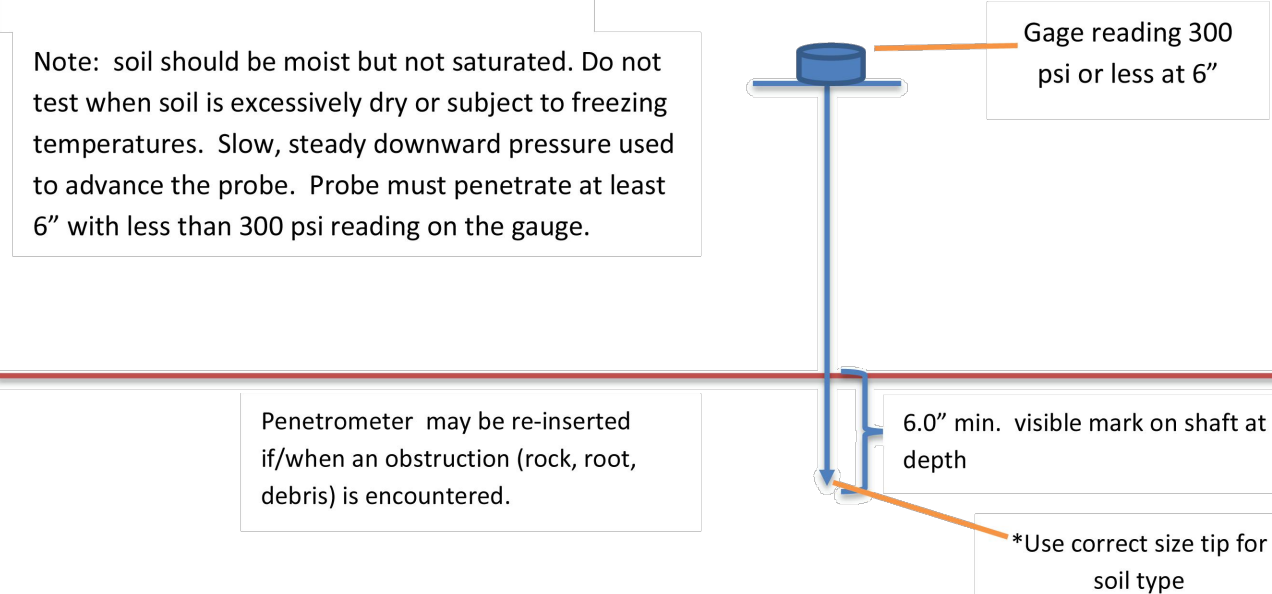 Note:  soil should be moist but not saturated. Do not
test when soil is excessively dry or subject to freezing
temperatures.  Slow, steady downward pressure used
to advance the probe.  Probe must penetrate at least
6” with less than 300 psi reading on the gauge.
Gage reading 300
psi or less at 6”
Penetrometer  may be re-inserted
if/when an obstruction (rock, root,
debris) is encountered.
6.0” min.  visible mark on shaft at
depth
*Use correct size tip for
soil type